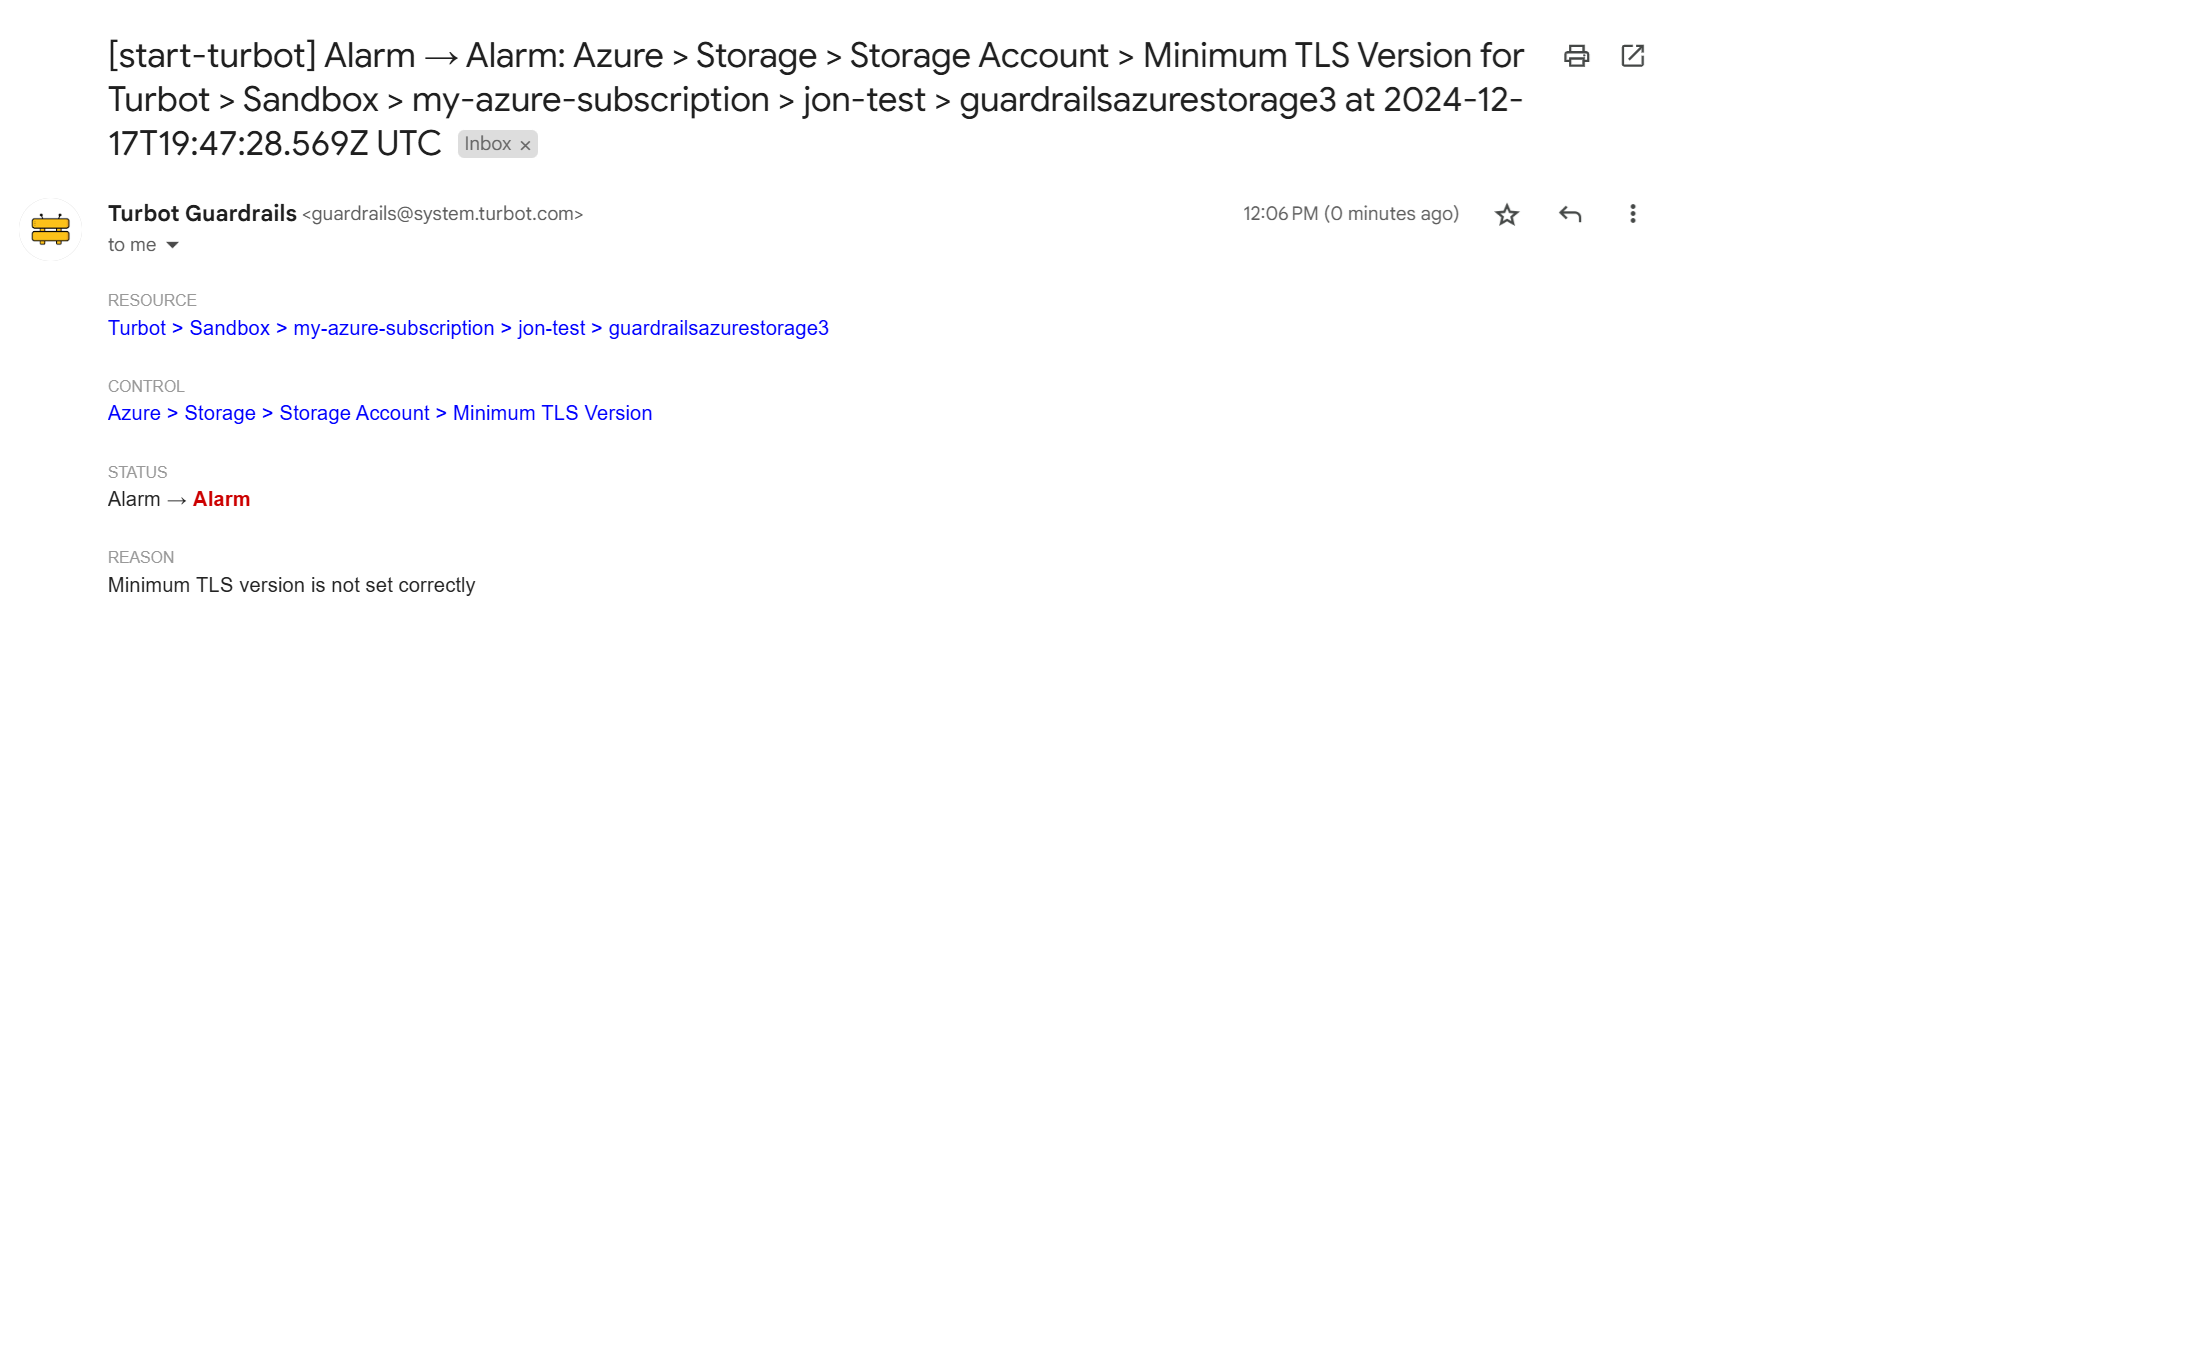 [start-turbot] Alarm → Alarm: Azure > Storage > Storage Account > Minimum TLS Version for
Turbot > Sandbox > my-azure-subscription > jon-test > guardrailsazurestorage3 at 2024-12-
17T19:47:28.569Z UTC Inbox ×
Turbot Guardrails <guardrails@system.turbot.com> 12:06 PM (0 minutes ago)
to me
RESOURCE
Turbot > Sandbox > my-azure-subscription > jon-test > guardrailsazurestorage3
CONTROL
Azure > Storage > Storage Account > Minimum TLS Version
STATUS
Alarm → Alarm
REASON
Minimum TLS version is not set correctly